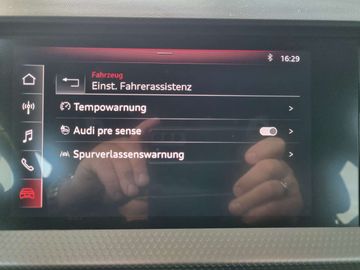 16:29
Fahrzeug
Einst. Fahrerassistenz
Tempowarnung
Audi pre sense
Spurverlassenswarnung